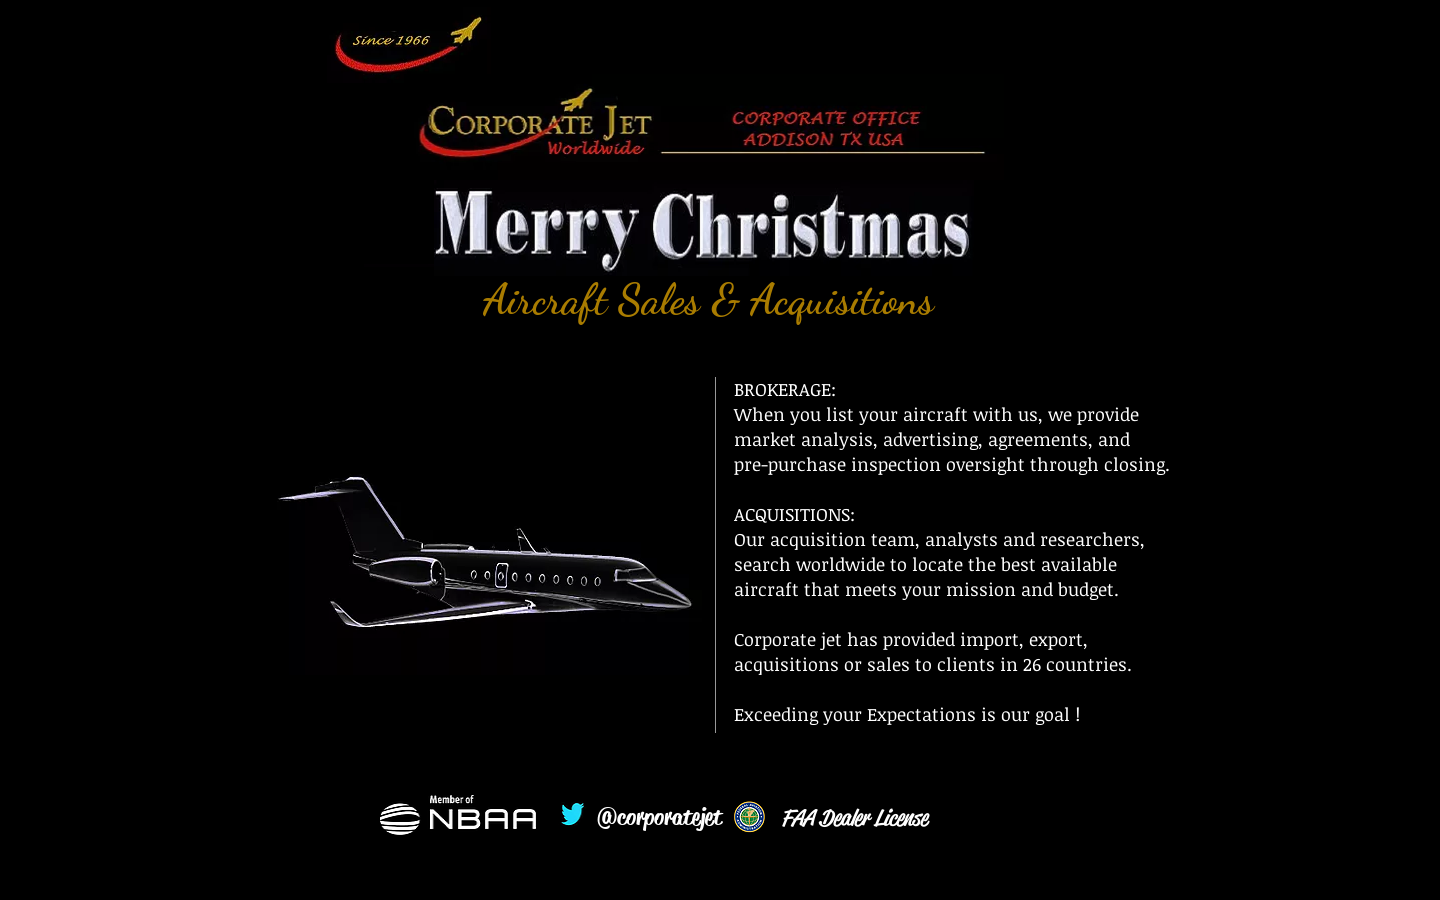 Since 1966
CORPORATE JET
Worldwide
CORPORATE OFFICE
ADDISON TX USA
Merry Christmas
Aircraft Sales & Acquisitions
BROKERAGE:
When you list your aircraft with us, we provide
market analysis, advertising, agreements, and
pre-purchase inspection oversight through closing.
ACQUISITIONS:
Our acquisition team, analysts and researchers,
search worldwide to locate the best available
aircraft that meets your mission and budget.
Corporate jet has provided import, export,
acquisitions or sales to clients in 26 countries.
Exceeding your Expectations is our goal !
Member of
NBAA
@corporatejet
FAA Dealer License